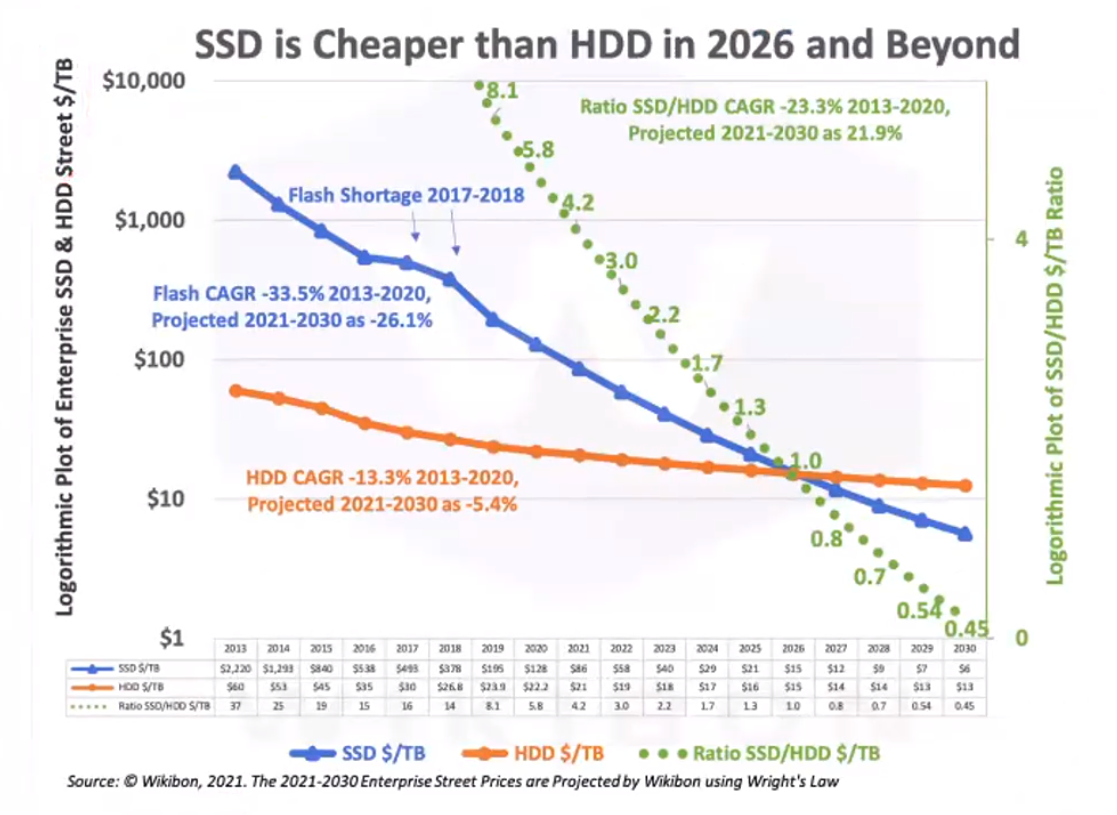 SSD is Cheaper than HDD in 2026 and Beyond
Logorithmic Plot of Enterprise SSD & HDD Street $/TB
$10,000
$1,000
$100
$10
$1
Ratio SSD/HDD CAGR -23.3% 2013-2020,
Projected 2021-2030 as 21.9%
Flash Shortage 2017-2018
Flash CAGR -33.5% 2013-2020,
Projected 2021-2030 as -26.1%
HDD CAGR -13.3% 2013-2020,
Projected 2021-2030 as -5.4%
8.1
5.8
4.2
3.0
2.2
1.7
1.3
1.0
0.8
0.7
0.54
0.45
4
0
Logorithmic Plot of SSD/HDD $/TB Ratio
2013 2014 2015 2016 2017 2018 2019 2020 2021 2022 2023 2024 2025 2026 2027 2028 2029 2030
SSD $/TB $2,220 $1,293 $840 $538 $493 $378 $195 $128 $86 $58 $40 $29 $21 $15 $12 $9 $7 $6
HDD $/TB $60 $53 $45 $35 $30 $26.8 $23.9 $22.2 $21 $19 $18 $17 $16 $15 $14 $14 $13 $13
Ratio SSD/HDD $/TB 37 25 19 15 16 14 8.1 5.8 4.2 3.0 2.2 1.7 1.3 1.0 0.8 0.7 0.54 0.45
SSD $/TB HDD $/TB Ratio SSD/HDD $/TB
Source: © Wikibon, 2021. The 2021-2030 Enterprise Street Prices are Projected by Wikibon using Wright's Law